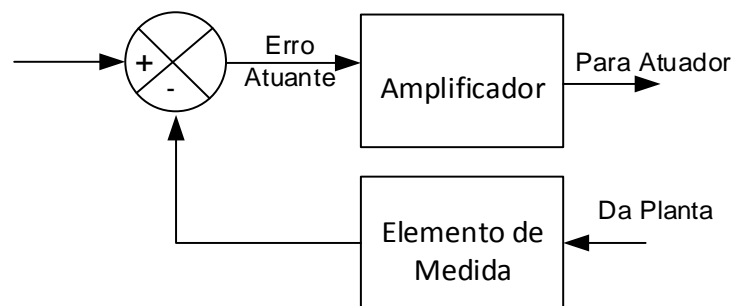 +
-
Erro
Atuante
Amplificador
Para Atuador
Elemento de
Medida
Da Planta